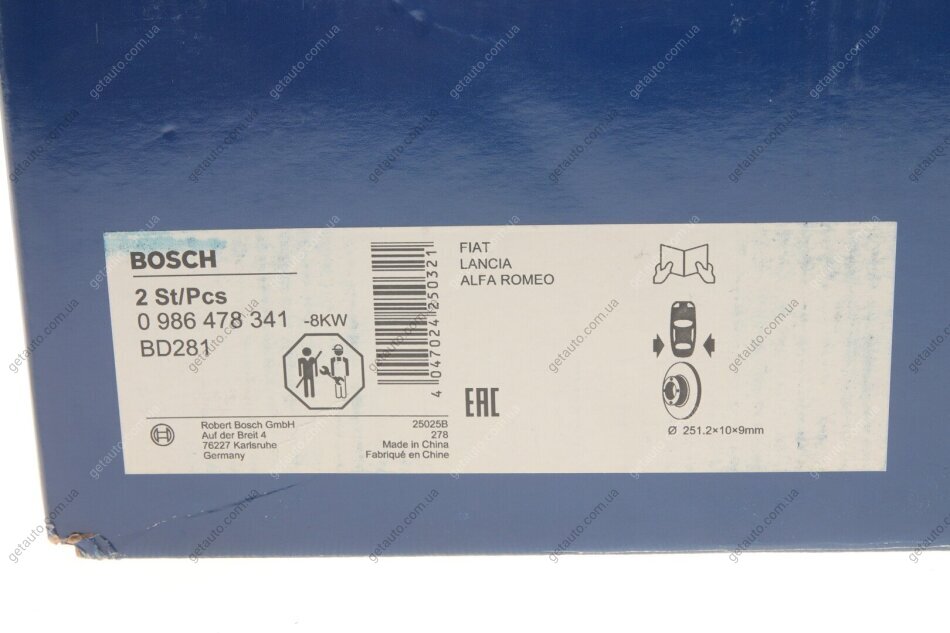 BOSCH
2 St/Pcs
0 986 478 341 -8KW
BD281
4 047024 250321
FIAT
LANCIA
ALFA ROMEO
EAC
Ø 251.2×10×9mm
Robert Bosch GmbH
Auf der Breit 4
76227 Karlsruhe
Germany
25025B
278
Made in China
Fabriqué en Chine
getauto.com.ua